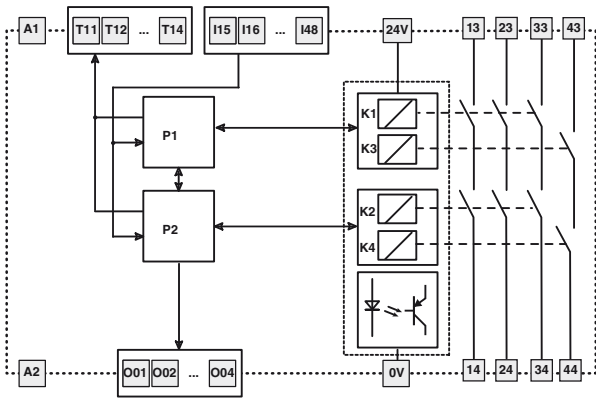 A1 T11 T12 ... T14 I15 I16 ... I48 24V 13 23 33 43
K1
P1
K3
K2
P2
K4
A2 O01 O02 ... O04 0V 14 24 34 44